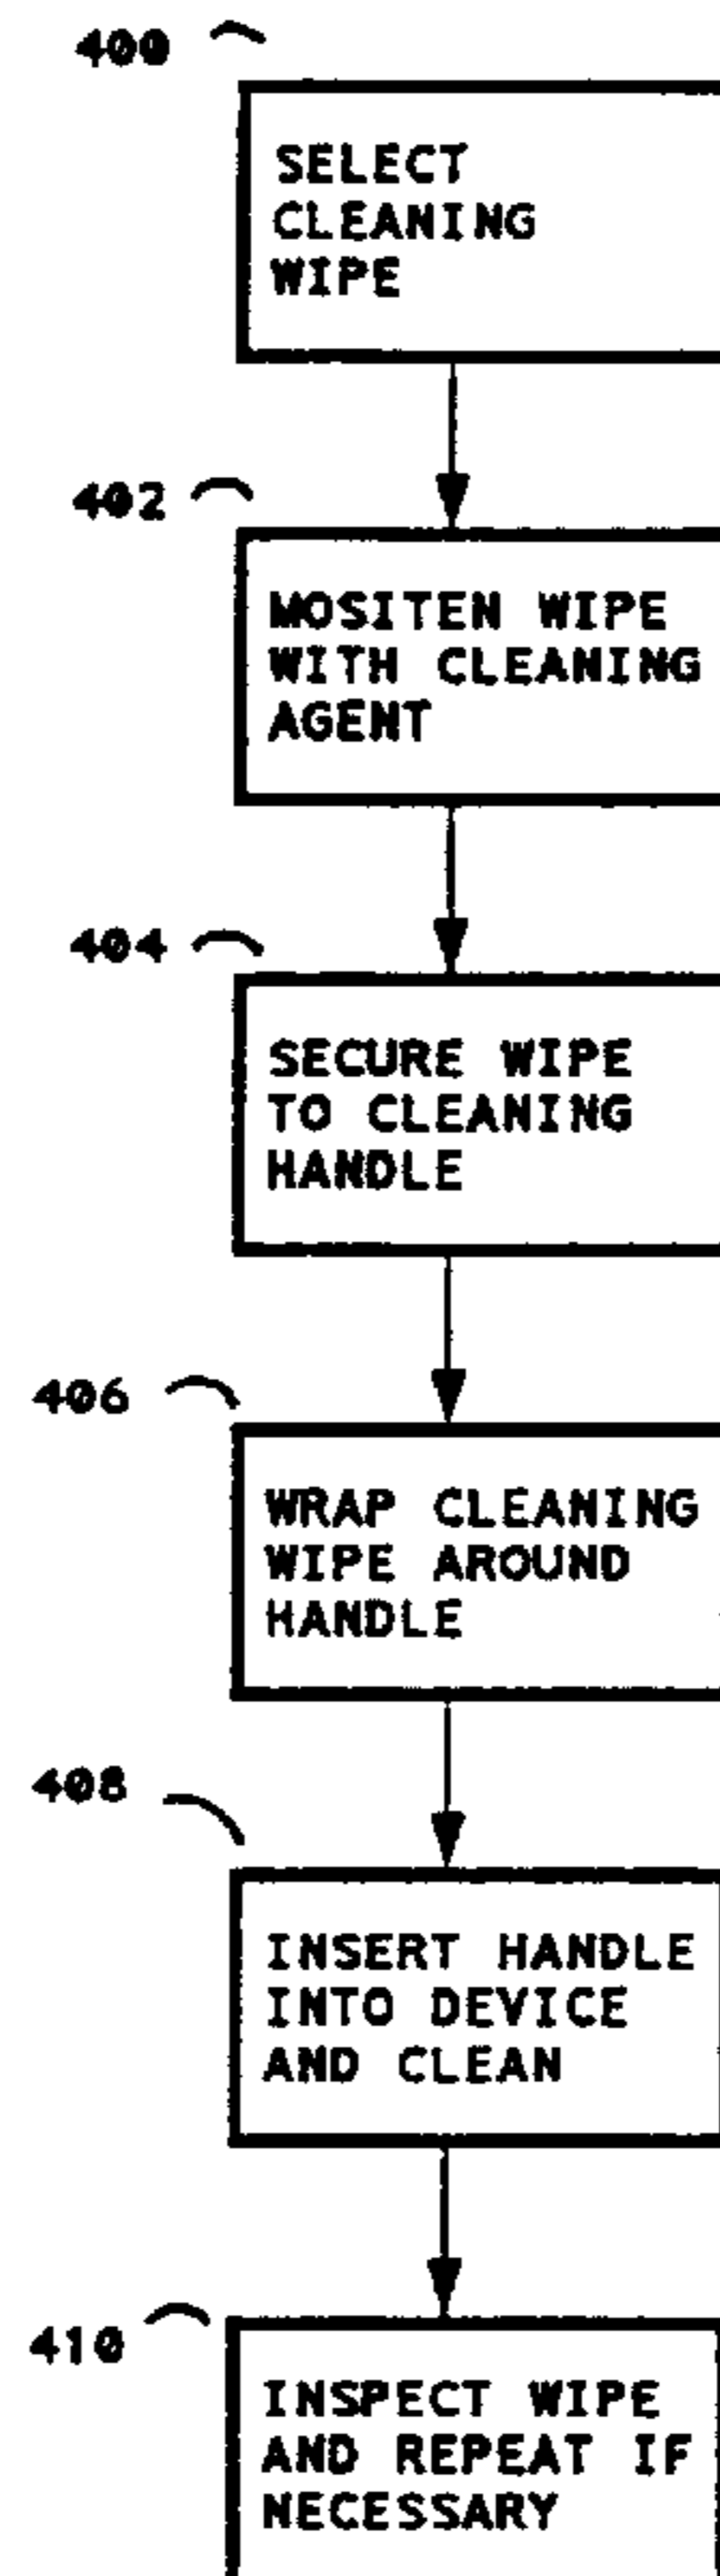 400
SELECT
CLEANING
WIPE
402
MOSITEN WIPE
WITH CLEANING
AGENT
404
SECURE WIPE
TO CLEANING
HANDLE
406
WRAP CLEANING
WIPE AROUND
HANDLE
408
INSERT HANDLE
INTO DEVICE
AND CLEAN
410
INSPECT WIPE
AND REPEAT IF
NECESSARY